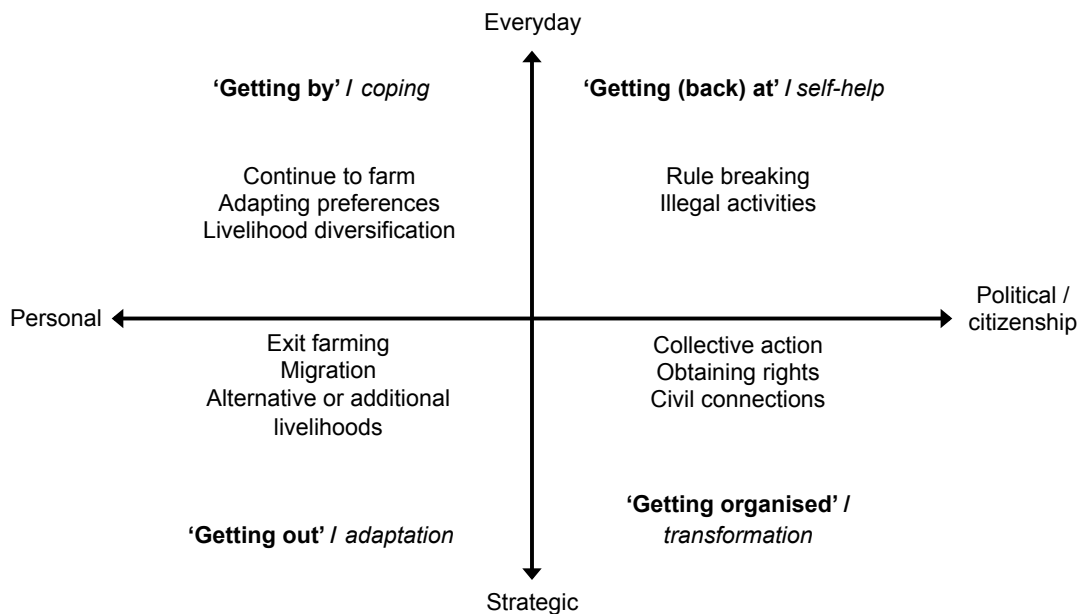 Everyday
‘Getting by’ / coping
‘Getting (back) at’ / self-help
Continue to farm
Adapting preferences
Livelihood diversification
Rule breaking
Illegal activities
Personal
Political /
citizenship
Exit farming
Migration
Alternative or additional
livelihoods
Collective action
Obtaining rights
Civil connections
‘Getting out’ / adaptation
‘Getting organised’ /
transformation
Strategic